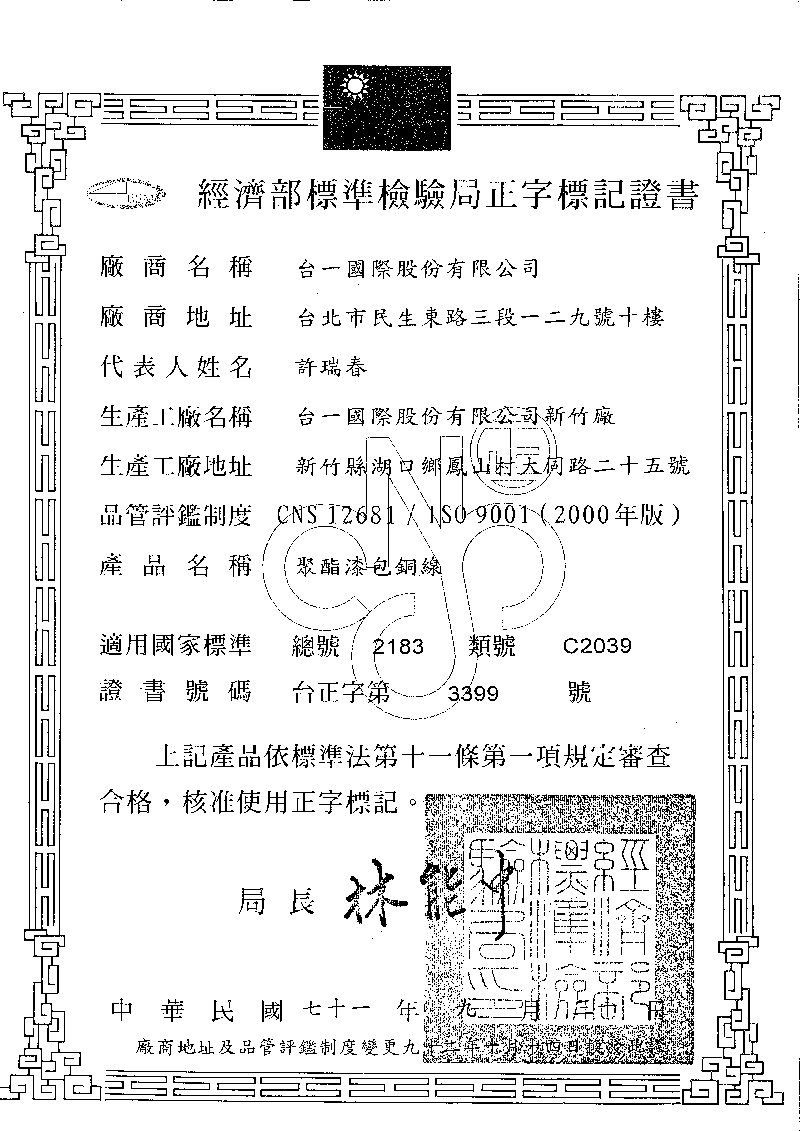 經濟部標準檢驗局正字標記證書
廠商名稱 台一國際股份有限公司
廠商地址 台北市民生東路三段一二九號十樓
代表人姓名 許瑞春
生產工廠名稱 台一國際股份有限公司新竹廠
生產工廠地址 新竹縣湖口鄉鳳山村大同路二十五號
品管評鑑制度 CNS 12681 / ISO 9001 (2000年版)
產品名稱 聚酯漆包銅線
適用國家標準 總號 2183 類號 C2039
證書號碼 台正字第 3399 號
上記產品依標準法第十一條第一項規定審查
合格，核准使用正字標記。
局長 林能中
中華民國七十一年九月 日
廠商地址及品管評鑑制度變更九十二年十月十四日